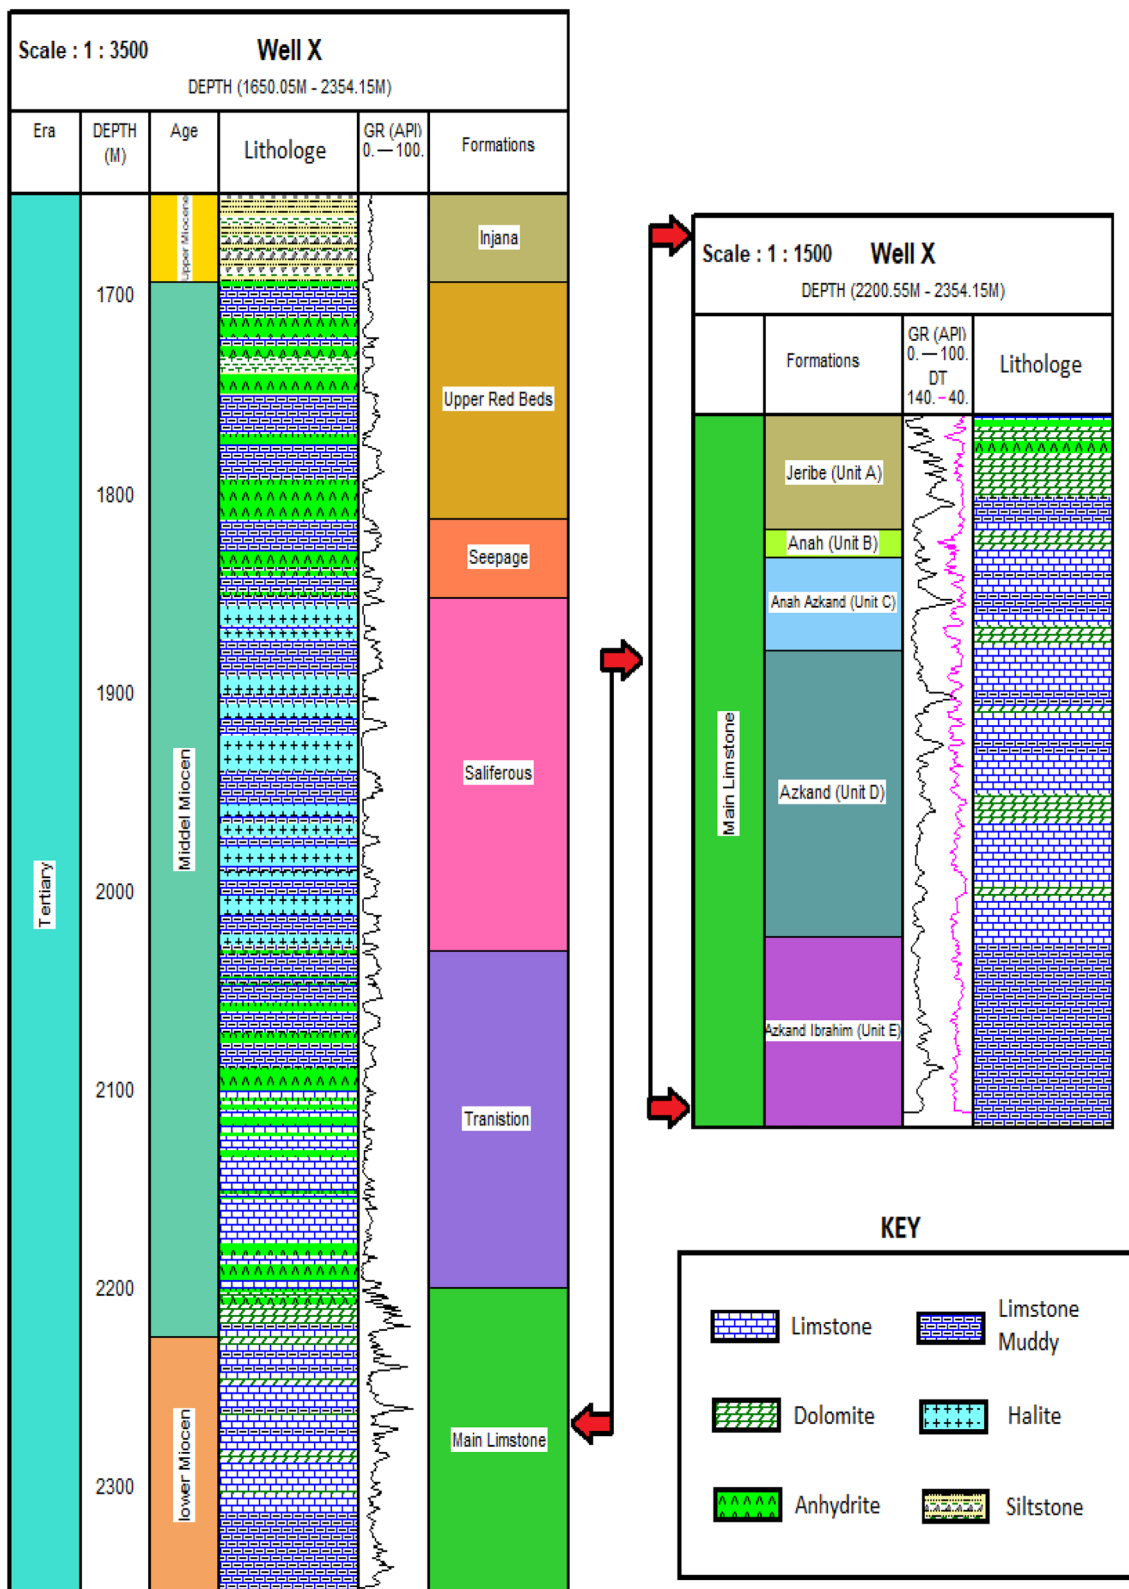 Scale : 1 : 3500 Well X
DEPTH (1650.05M - 2354.15M)
Era
DEPTH
(M)
Age
Lithologe
GR (API)
0. — 100.
Formations
Tertiary
1700
1800
1900
2000
2100
2200
2300
Upper Miocene
Middel Miocen
lower Miocen
Injana
Upper Red Beds
Seepage
Saliferous
Tranistion
Main Limstone
Scale : 1 : 1500 Well X
DEPTH (2200.55M - 2354.15M)
Formations
GR (API)
0. — 100.
DT
140. - 40.
Lithologe
Main Limstone
Jeribe (Unit A)
Anah (Unit B)
Anah Azkand (Unit C)
Azkand (Unit D)
Azkand Ibrahim (Unit E)
KEY
Limstone
Limstone
Muddy
Dolomite
Halite
Anhydrite
Siltstone